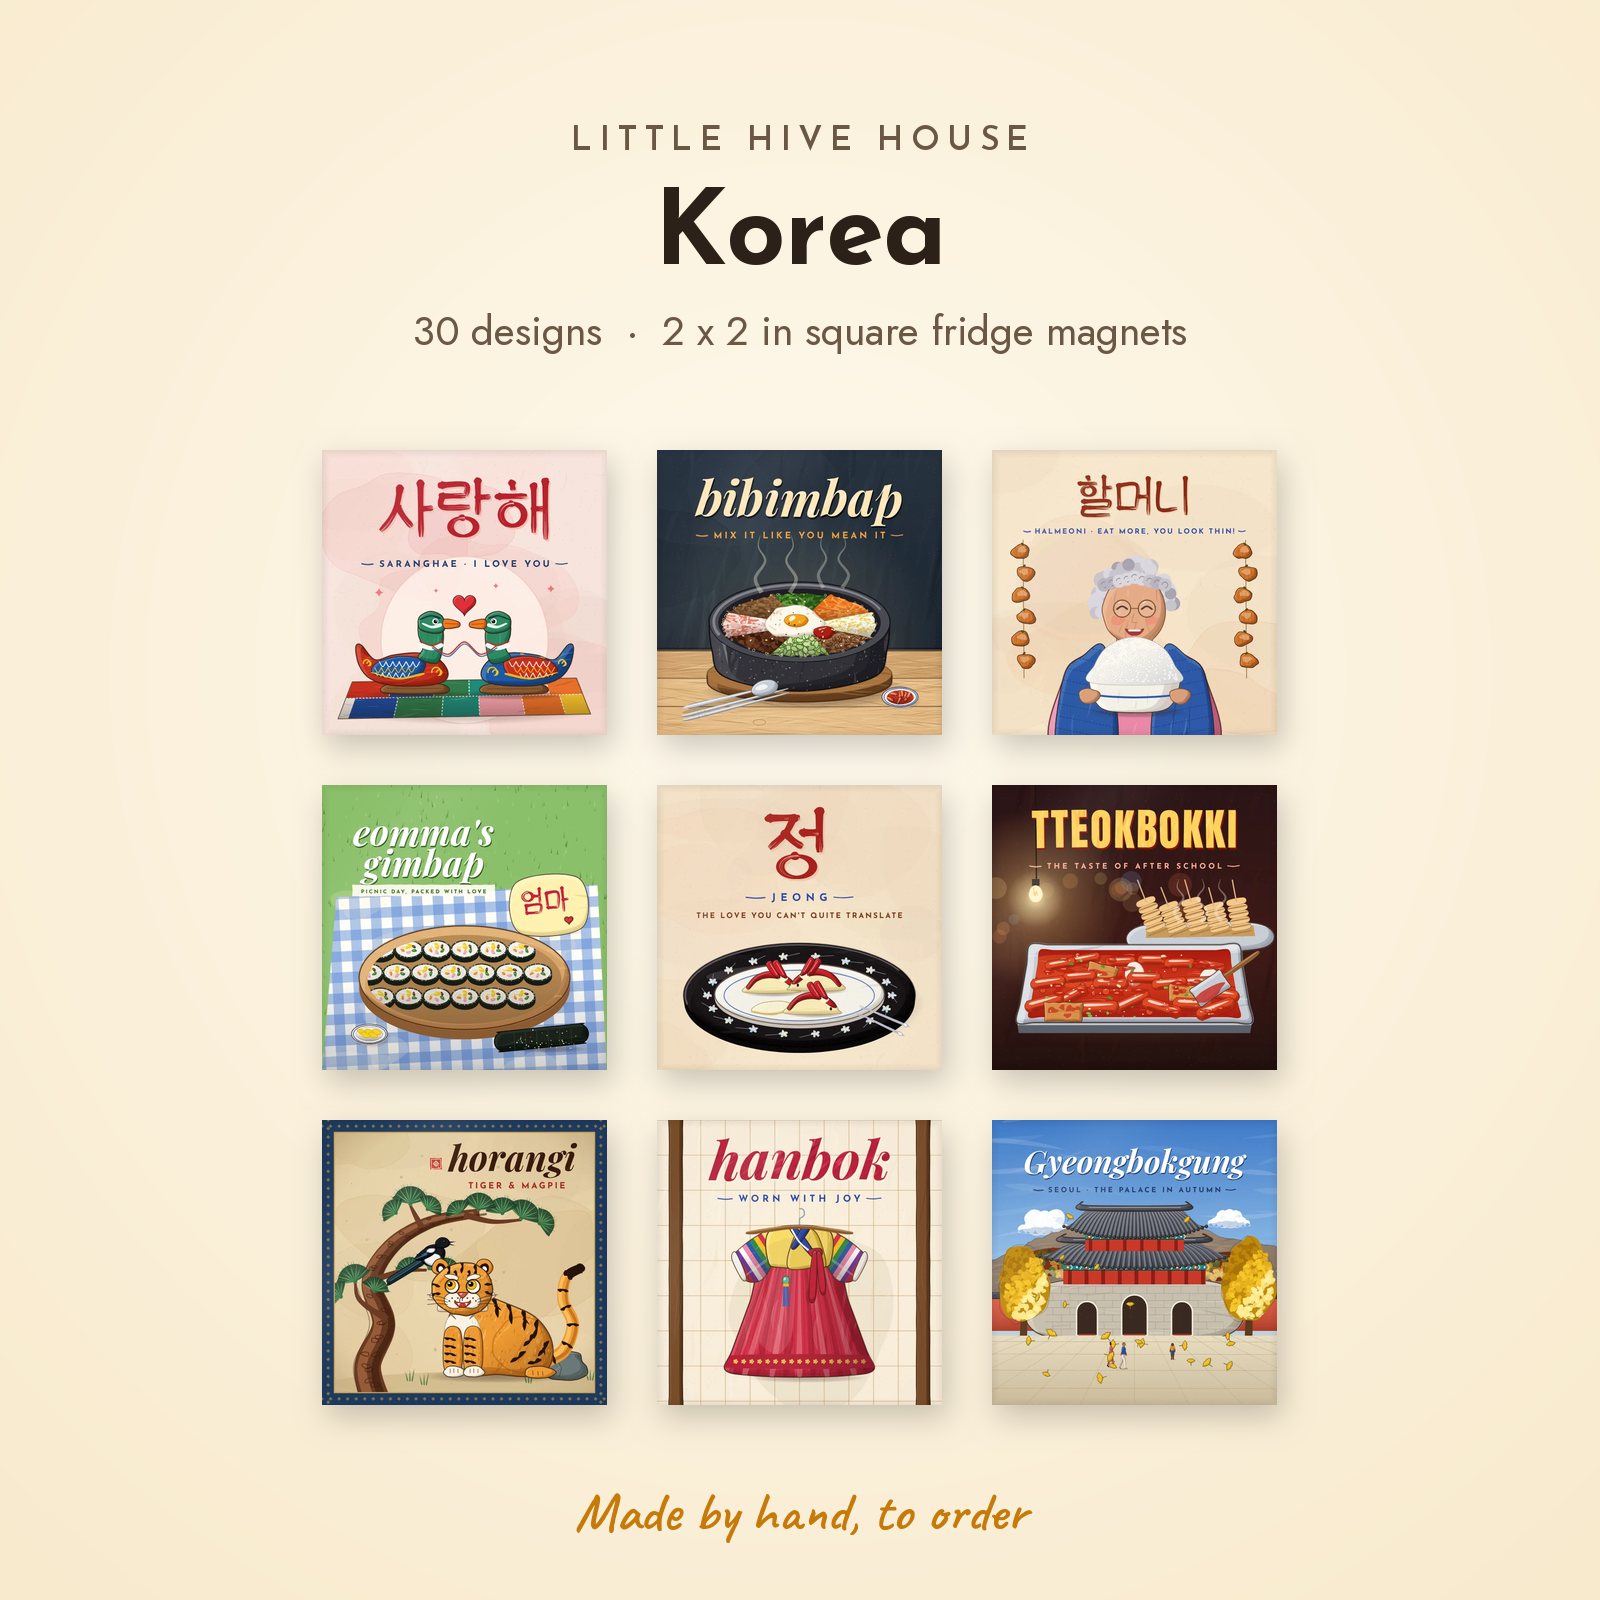 LITTLE HIVE HOUSE
Korea
30 designs · 2 x 2 in square fridge magnets
사랑해
SARANGHAE · I LOVE YOU
bibimbap
MIX IT LIKE YOU MEAN IT
할머니
HALMEONI · EAT MORE, YOU LOOK THIN!
eomma's
gimbap
PICNIC DAY, PACKED WITH LOVE
엄마
정
JEONG
THE LOVE YOU CAN'T QUITE TRANSLATE
TTEOKBOKKI
THE TASTE OF AFTER SCHOOL
horangi
TIGER & MAGPIE
hanbok
WORN WITH JOY
Gyeongbokgung
SEOUL · THE PALACE IN AUTUMN
Made by hand, to order